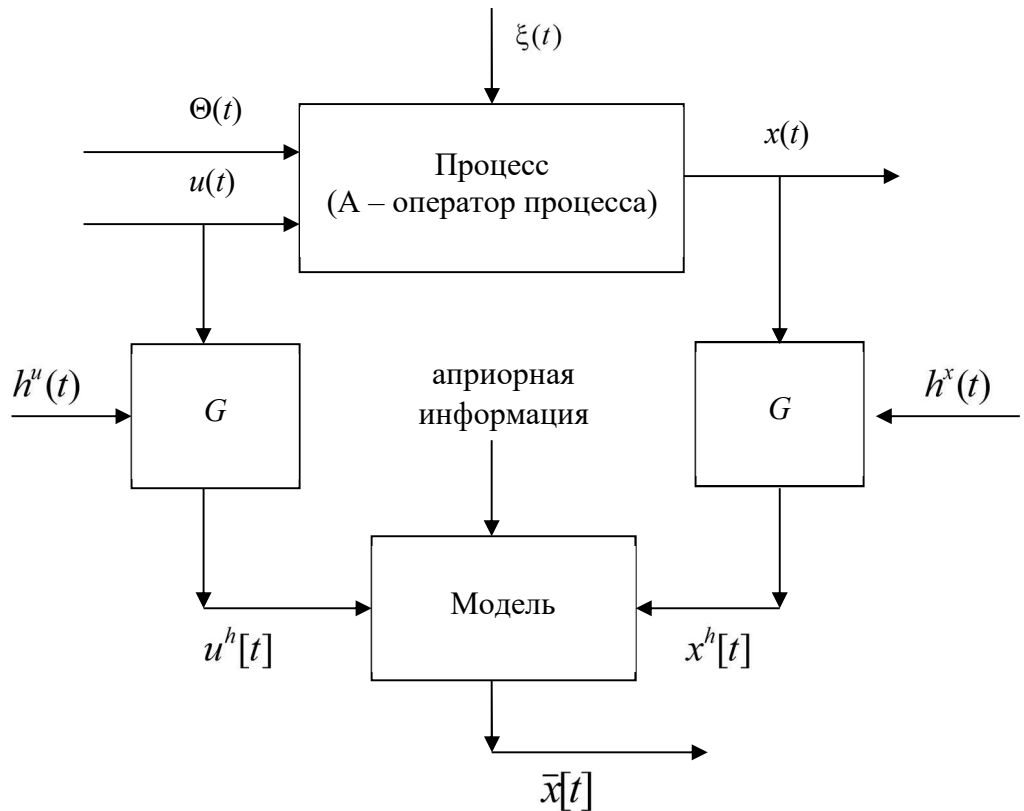 ξ(t)
Θ(t)
x(t)
Процесс
u(t)
(А – оператор процесса)
априорная
h^u(t)
h^x(t)
G
G
информация
Модель
u^h[t]
x^h[t]
x̄[t]